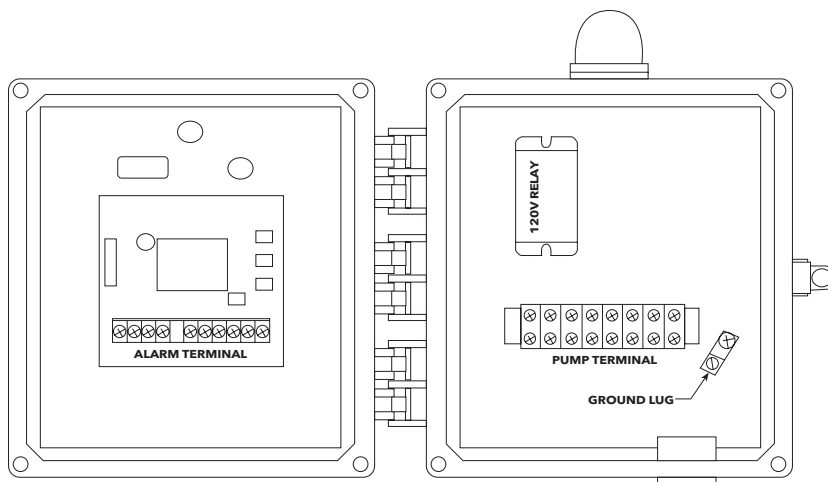 120V RELAY
ALARM TERMINAL
PUMP TERMINAL
GROUND LUG